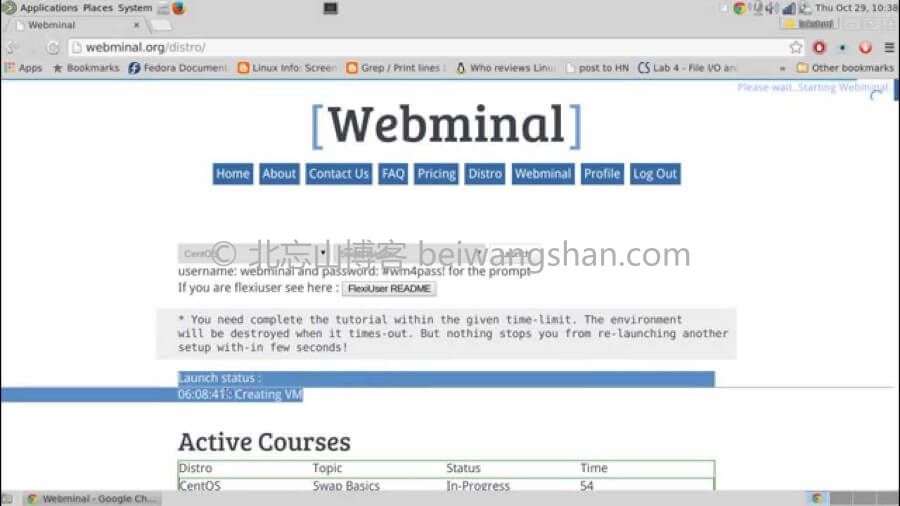 Applications Places System Thu Oct 29, 10:38
Webminal
webminal.org/distro/
Apps Bookmarks Fedora Document Linux Info: Screen Grep / Print lines Who reviews Linu post to HN Lab 4 - File I/O an » Other bookmarks
Please wait..Starting Webminal.
[Webminal]
Home About Contact Us FAQ Pricing Distro Webminal Profile Log Out
CentOS
© 北忘山博客 beiwangshan.com
username: webminal and password: #wm4pass! for the prompt
If you are flexiuser see here : FlexiUser README
* You need complete the tutorial within the given time-limit. The environment
will be destroyed when it times-out. But nothing stops you from re-launching another
setup with-in few seconds!
Launch status :
06:08:41 : Creating VM
Active Courses
Distro Topic Status Time
CentOS Swap Basics In-Progress 54
Webminal - Google Ch...